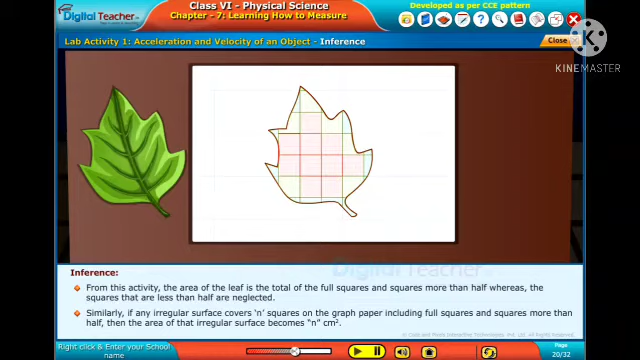 Digital Teacher
Class VI - Physical Science
Chapter - 7: Learning How to Measure
Developed as per CCE pattern
Lab Activity 1: Acceleration and Velocity of an Object - Inference
Close
KINEMASTER
Digital Teacher
Inference:
From this activity, the area of the leaf is the total of the full squares and squares more than half whereas, the
squares that are less than half are neglected.
Similarly, if any irregular surface covers 'n' squares on the graph paper including full squares and squares more than
half, then the area of that irregular surface becomes "n" cm².
Right click & Enter your School
name
Page
20/32